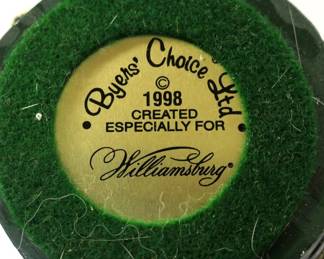 Byers' Choice Ltd
©
1998
CREATED
ESPECIALLY FOR
Williamsburg®